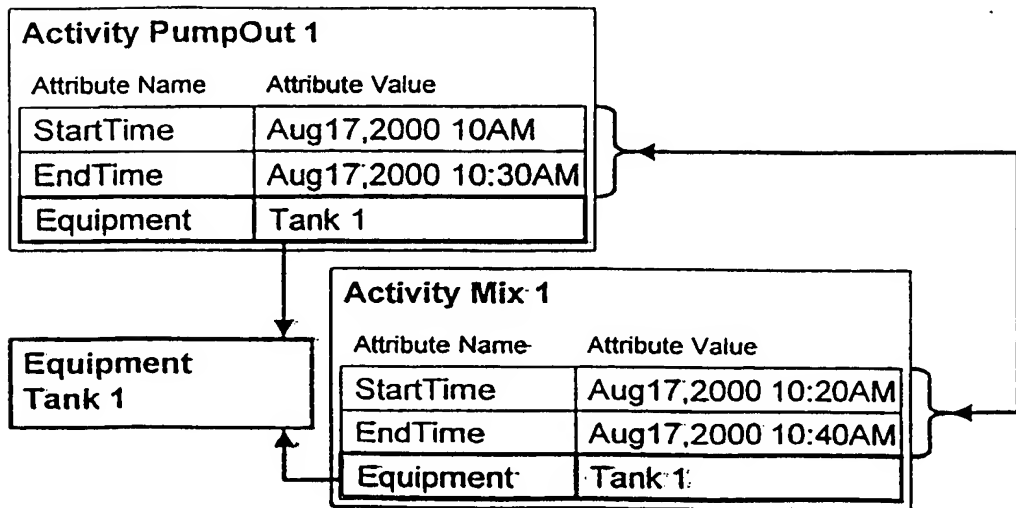 Activity PumpOut 1
Attribute Name Attribute Value
StartTime Aug17,2000 10AM
EndTime Aug17,2000 10:30AM
Equipment Tank 1
Equipment
Tank 1
Activity Mix 1
Attribute Name Attribute Value
StartTime Aug17,2000 10:20AM
EndTime Aug17,2000 10:40AM
Equipment Tank 1